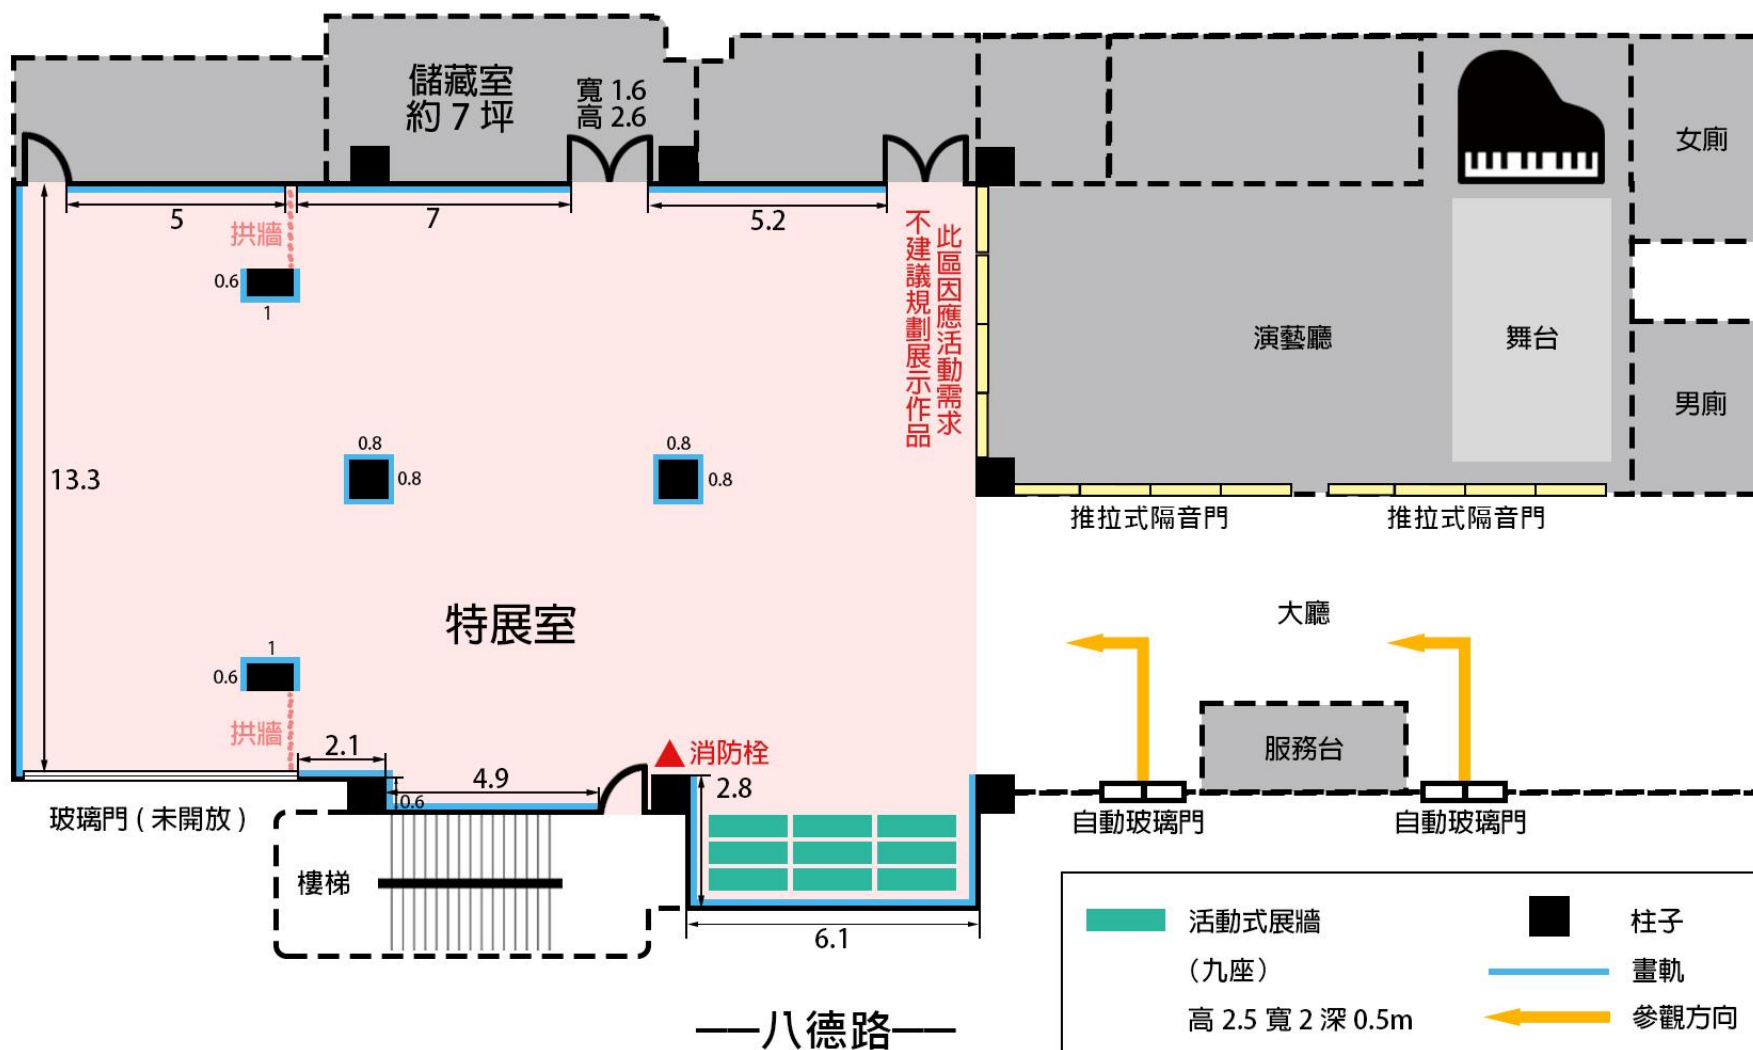 儲藏室
約 7 坪
寬 1.6
高 2.6
女廁
5
7
5.2
拱牆
0.6
1
此區因應活動需求
不建議規劃展示作品
演藝廳
舞台
男廁
13.3
0.8
0.8
0.8
0.8
推拉式隔音門
推拉式隔音門
特展室
大廳
1
0.6
拱牆
2.1
4.9
0.6
消防栓
2.8
服務台
玻璃門 ( 未開放 )
自動玻璃門
自動玻璃門
樓梯
6.1
活動式展牆
(九座)
高 2.5 寬 2 深 0.5m
柱子
畫軌
參觀方向
──八德路──